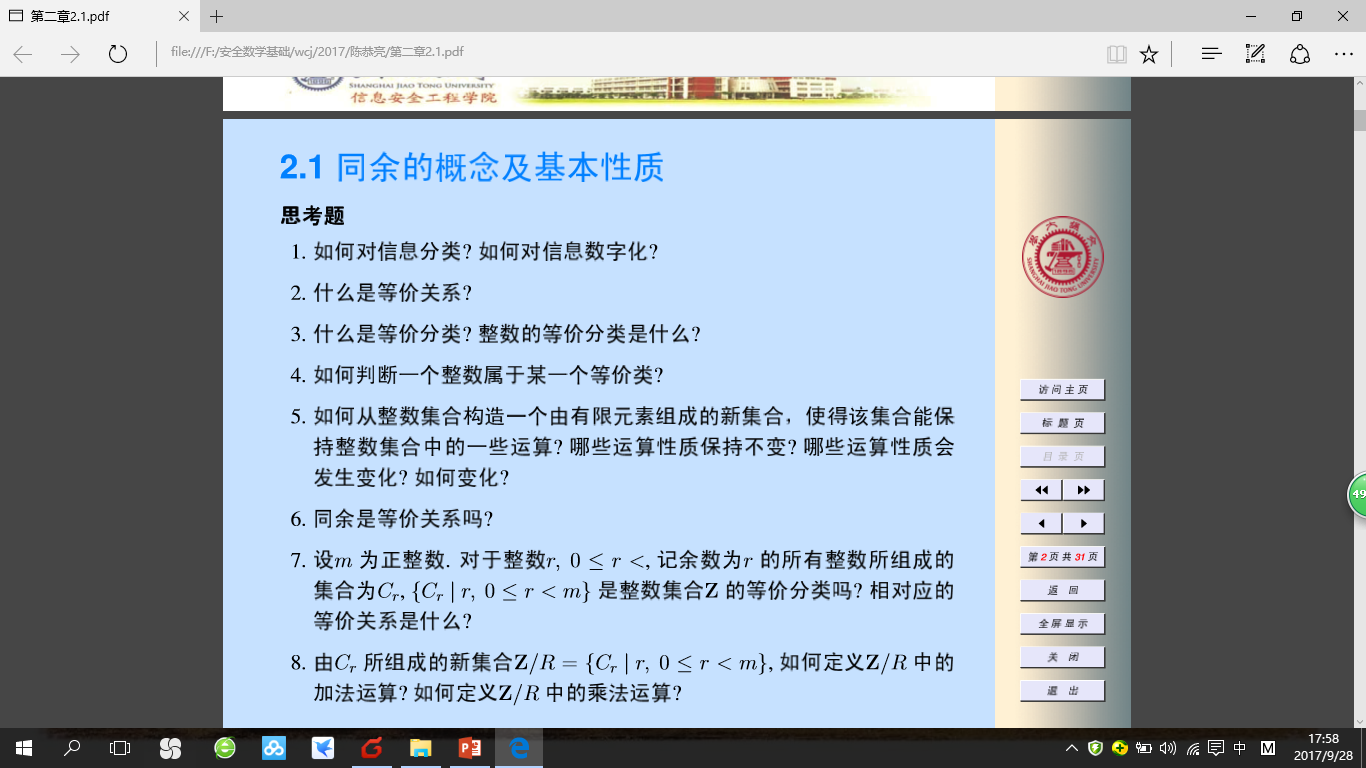 第二章2.1.pdf
file:///F:/安全数学基础/wcj/2017/陈恭亮/第二章2.1.pdf
SHANGHAI JIAO TONG UNIVERSITY
信息安全工程学院
2.1 同余的概念及基本性质
思考题
1. 如何对信息分类? 如何对信息数字化?
2. 什么是等价关系?
3. 什么是等价分类? 整数的等价分类是什么?
4. 如何判断一个整数属于某一个等价类?
5. 如何从整数集合构造一个由有限元素组成的新集合，使得该集合能保
持整数集合中的一些运算? 哪些运算性质保持不变? 哪些运算性质会
发生变化? 如何变化?
6. 同余是等价关系吗?
7. 设m 为正整数. 对于整数r, 0 ≤ r <, 记余数为r 的所有整数所组成的
集合为Cᵣ, {Cᵣ | r, 0 ≤ r < m} 是整数集合Z 的等价分类吗? 相对应的
等价关系是什么?
8. 由Cᵣ 所组成的新集合Z/R = {Cᵣ | r, 0 ≤ r < m}, 如何定义Z/R 中的
加法运算? 如何定义Z/R 中的乘法运算?
SHANGHAI JIAO TONG UNIVERSITY
访问主页
标题页
目录页
第2页共31页
返回
全屏显示
关闭
退出
49
中
M
17:58
2017/9/28